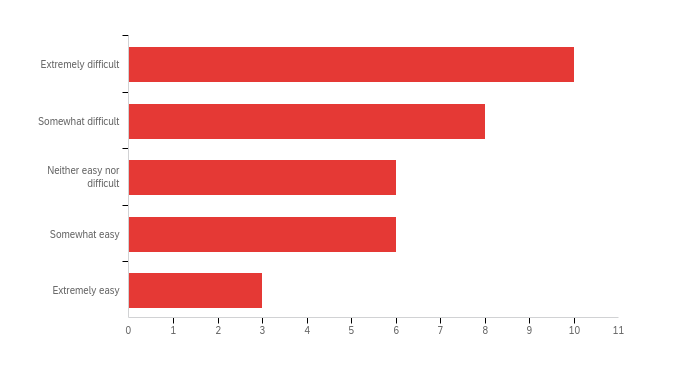 Extremely difficult
Somewhat difficult
Neither easy nor
difficult
Somewhat easy
Extremely easy
0 1 2 3 4 5 6 7 8 9 10 11